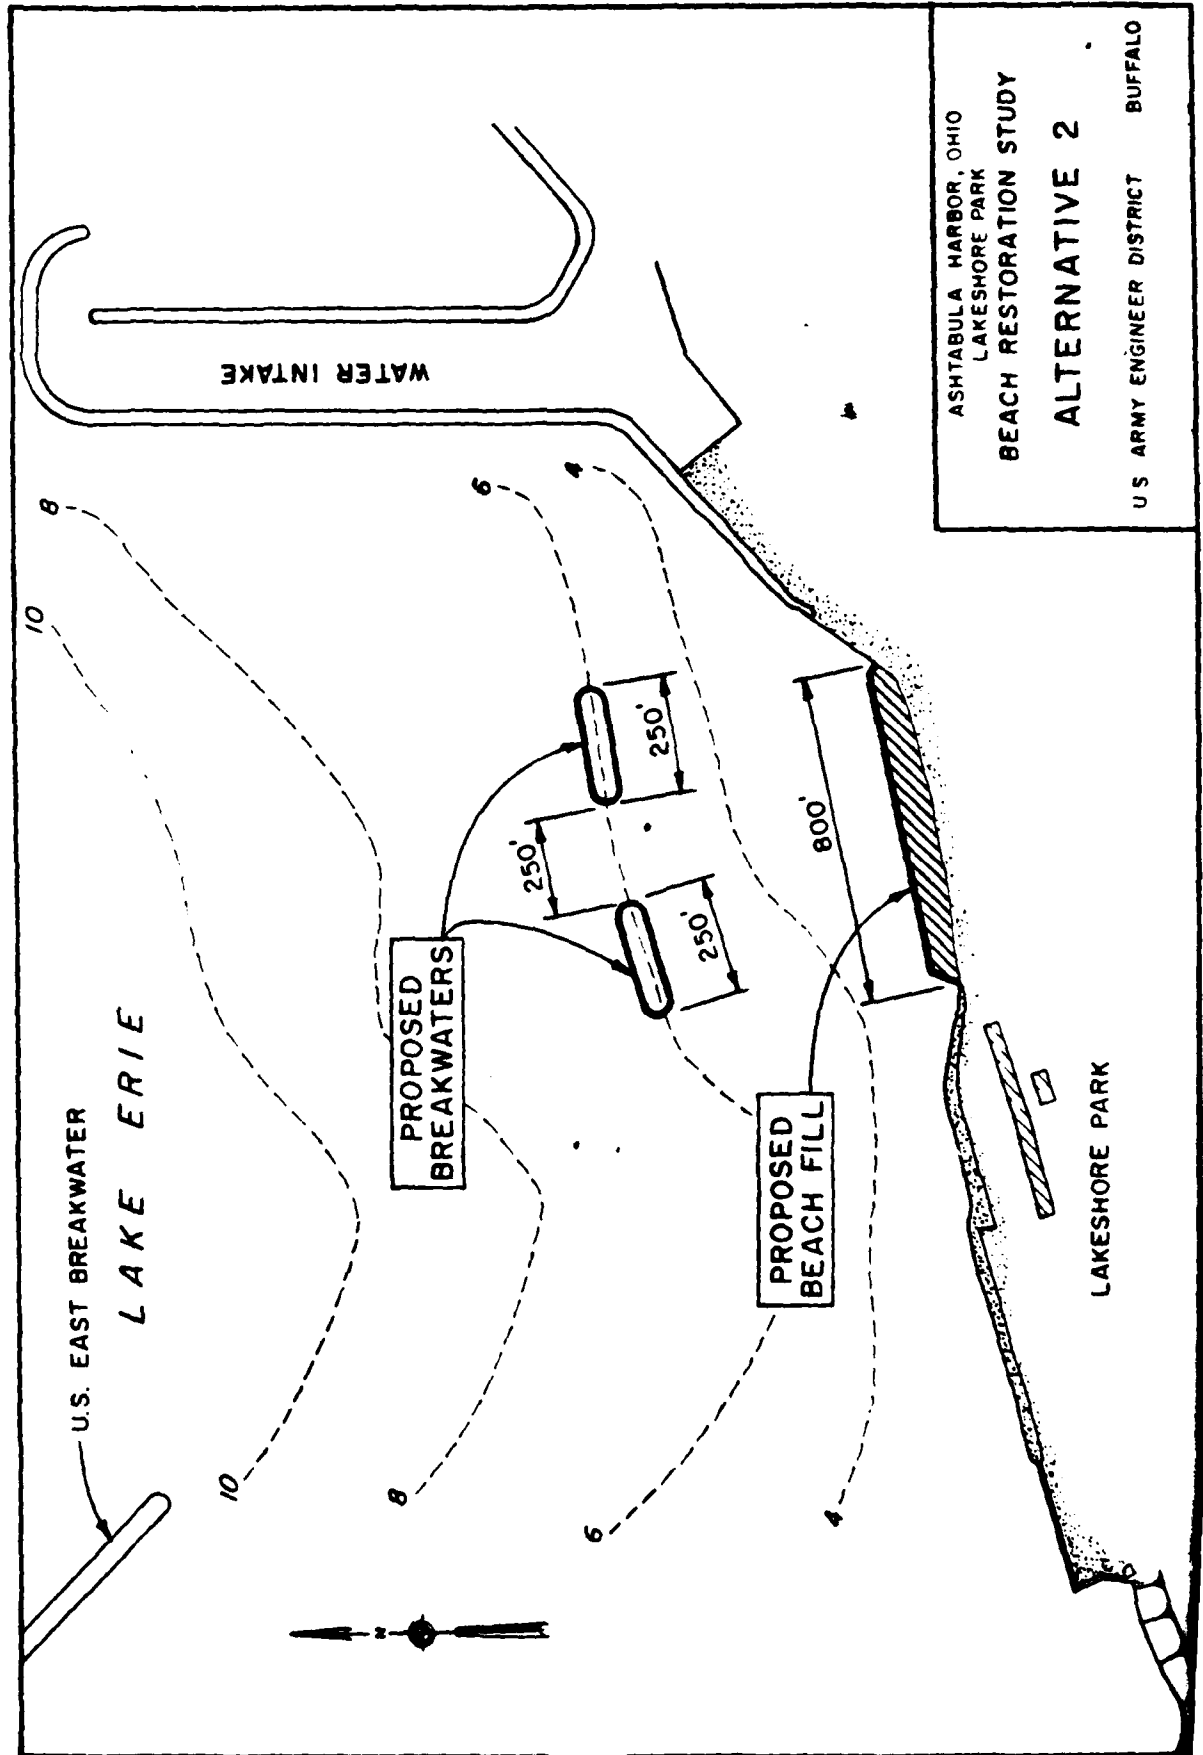 U.S. EAST BREAKWATER
LAKE ERIE
10
10
8
8
6
6
4
4
WATER INTAKE
PROPOSED
BREAKWATERS
250'
250'
250'
800'
PROPOSED
BEACH FILL
LAKESHORE PARK
N
ASHTABULA HARBOR, OHIO
LAKESHORE PARK
BEACH RESTORATION STUDY
ALTERNATIVE 2
U S ARMY ENGINEER DISTRICT BUFFALO